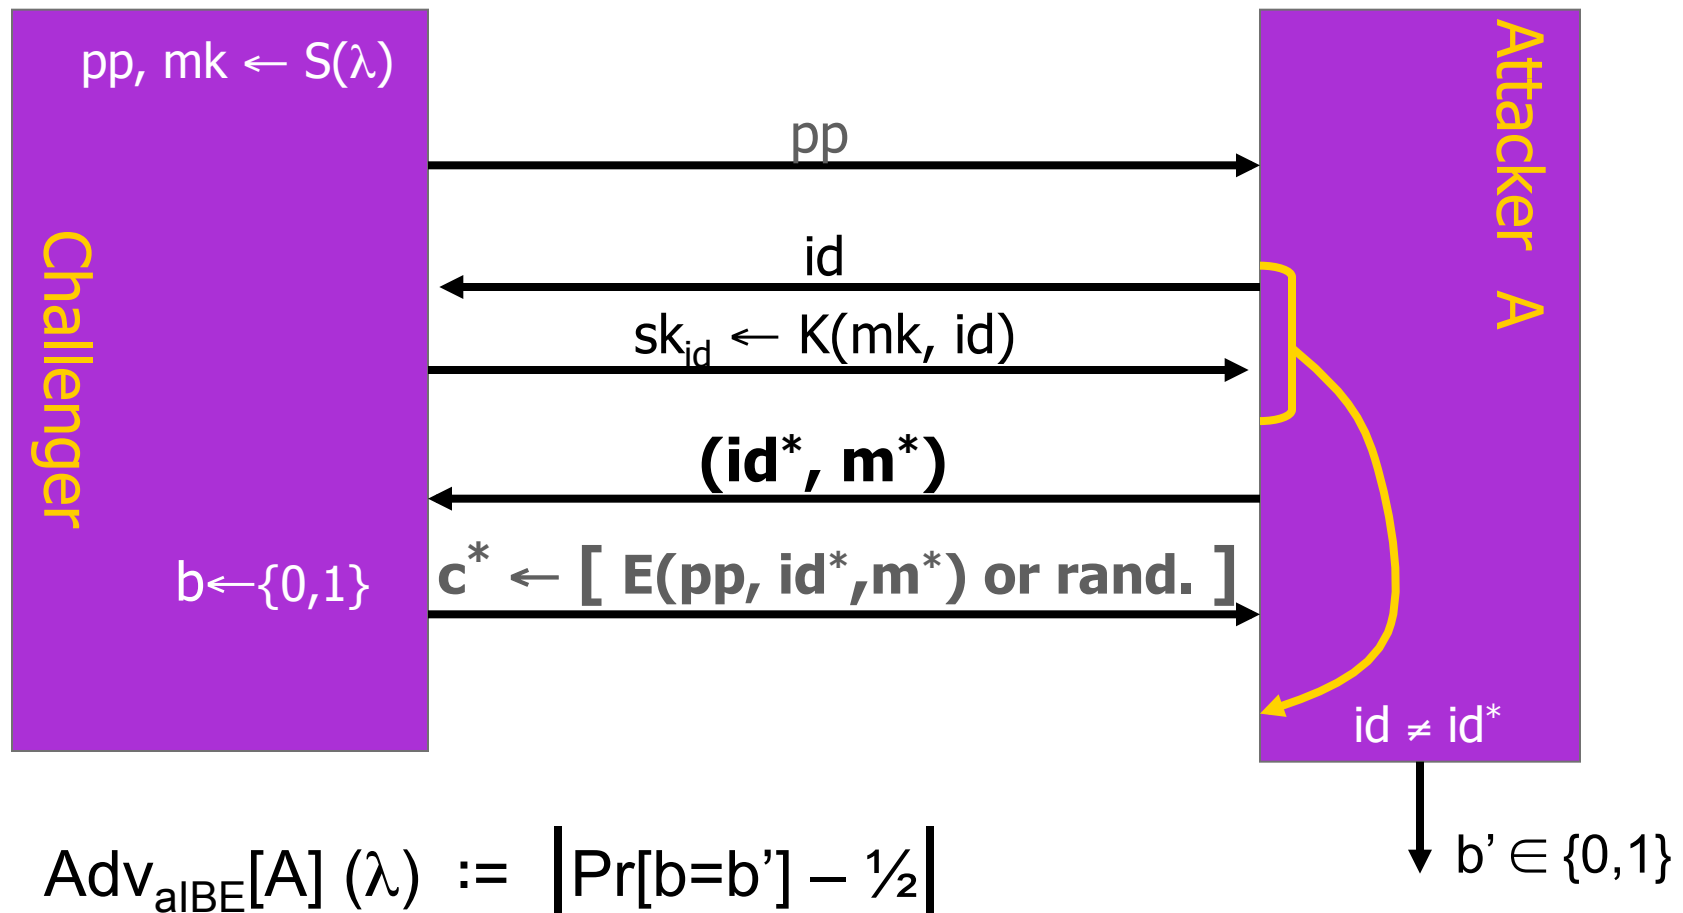 pp, mk ← S(λ)
Attacker A
pp
Challenger
id
sk_id ← K(mk, id)
(id*, m*)
b←{0,1}
c* ← [ E(pp, id*,m*) or rand. ]
id ≠ id*
b’ ∈ {0,1}
Adv_aIBE[A] (λ) := |Pr[b=b’] – ½|